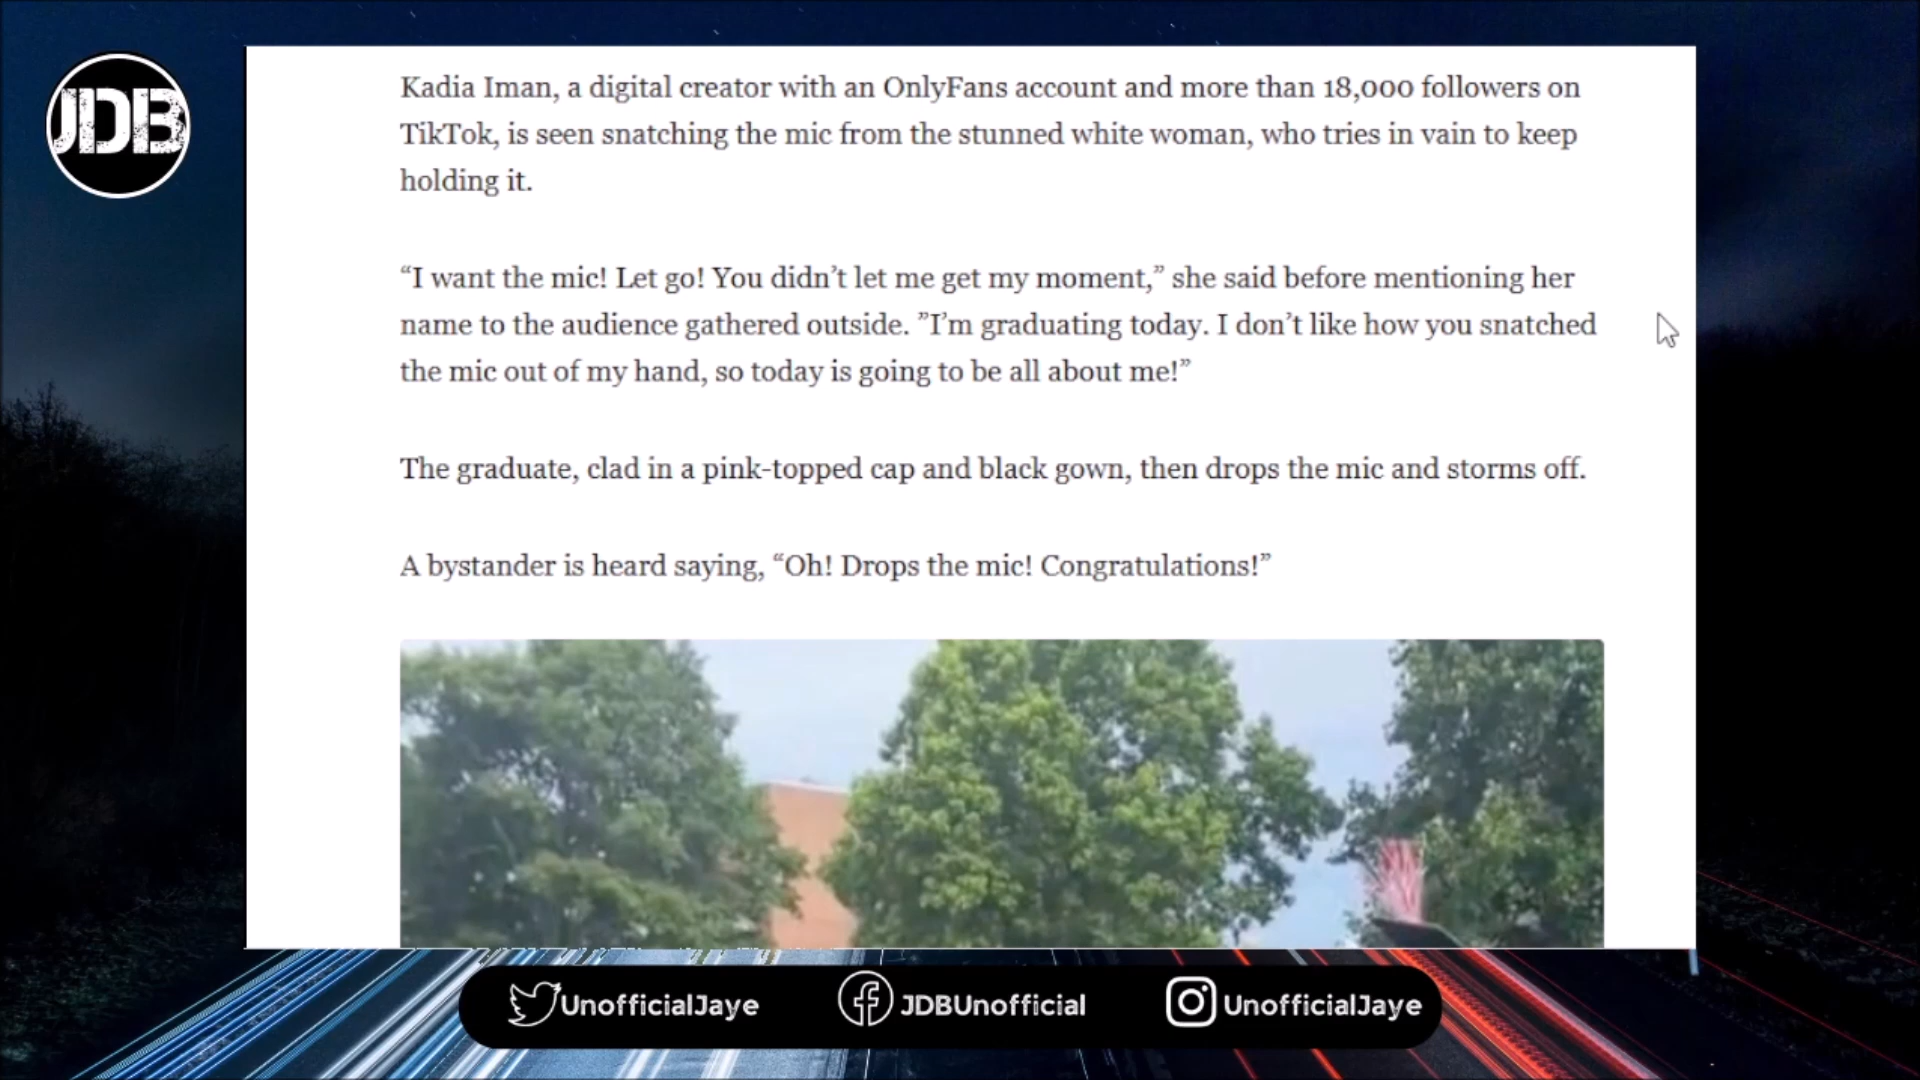 JDB
Kadia Iman, a digital creator with an OnlyFans account and more than 18,000 followers on
TikTok, is seen snatching the mic from the stunned white woman, who tries in vain to keep
holding it.
“I want the mic! Let go! You didn’t let me get my moment,” she said before mentioning her
name to the audience gathered outside. ”I’m graduating today. I don’t like how you snatched
the mic out of my hand, so today is going to be all about me!”
The graduate, clad in a pink-topped cap and black gown, then drops the mic and storms off.
A bystander is heard saying, “Oh! Drops the mic! Congratulations!”
UnofficialJaye JDBUnofficial UnofficialJaye